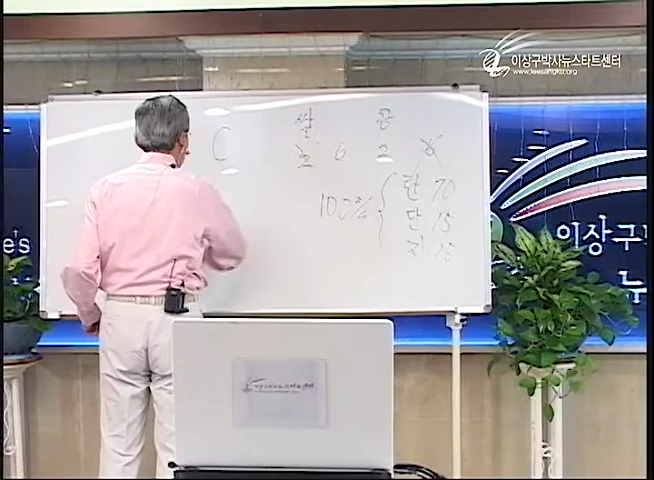 이상구박사뉴스타트센터
www.leesangku.org
쌀 콩
C 6 2
100% { 탄 70
단 15
지 15
이상구
뉴
's